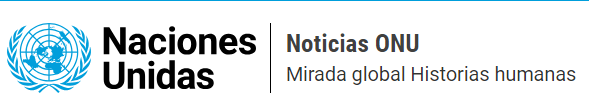 Naciones
Unidas
Noticias ONU
Mirada global Historias humanas